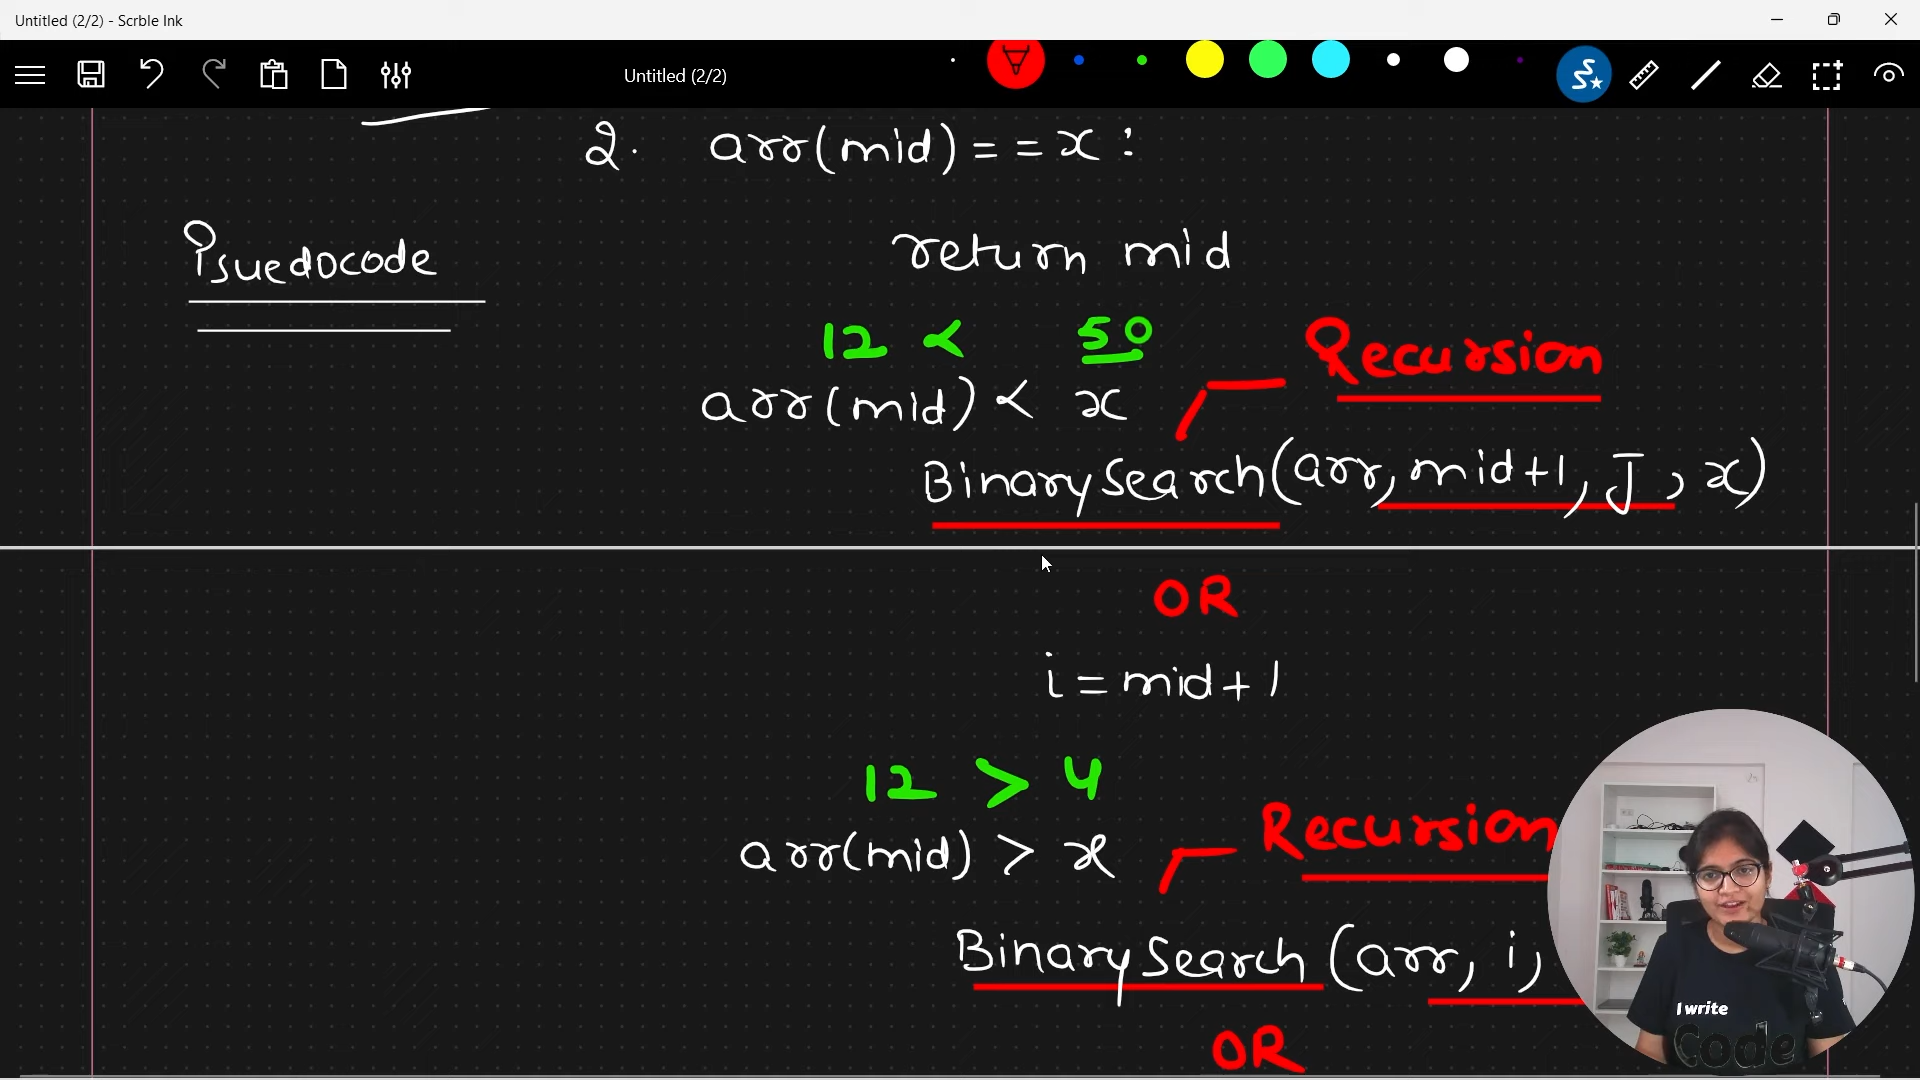 Untitled (2/2) - Scrble Ink
Untitled (2/2)
2. arr(mid)==x:
Psuedocode
return mid
12 < 50
Recursion
arr(mid) < x
BinarySearch(arr, mid+1, J, x)
OR
i = mid+1
12 > 4
Recursion
arr(mid) > x
BinarySearch (arr, i,
OR
I write
Code